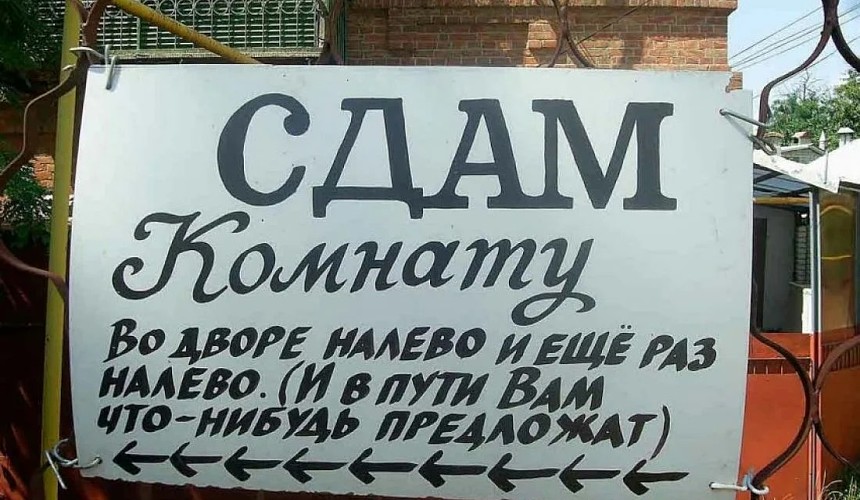 СДАМ
Комнату
Во дворе налево и ещё раз
налево. (И в пути Вам
что-нибудь предложат)
←←←←←←←←←